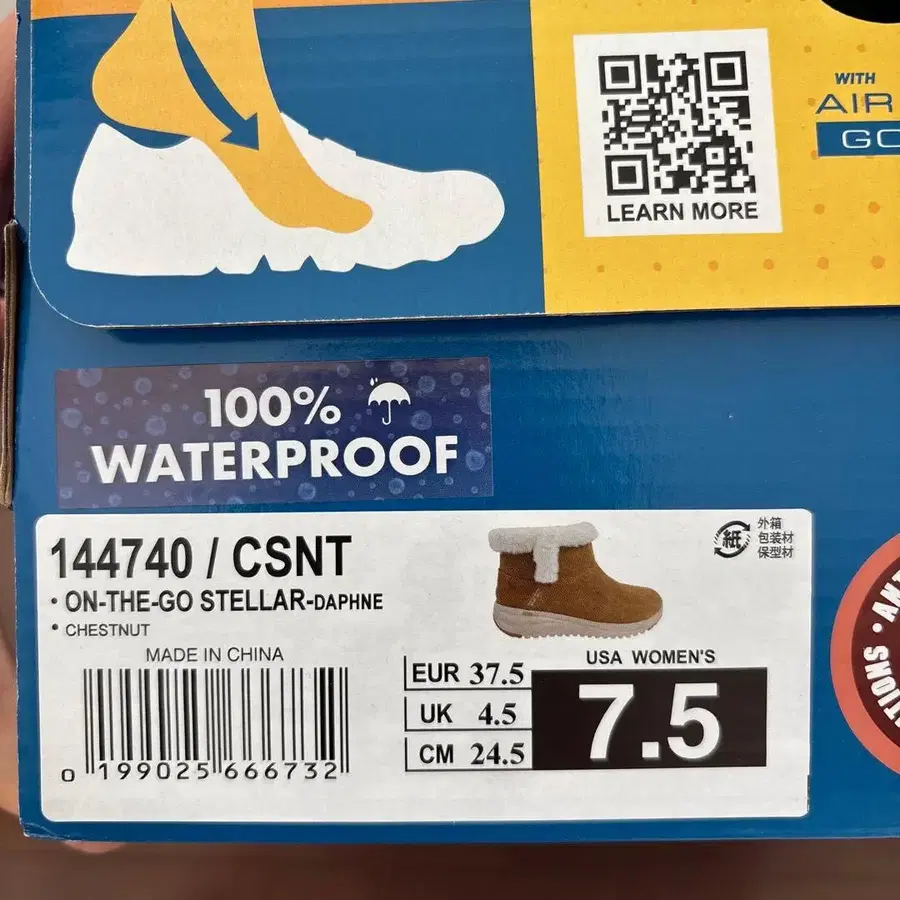 WITH
AIR
LEARN MORE
100%
WATERPROOF
144740 / CSNT
• ON-THE-GO STELLAR-DAPHNE
• CHESTNUT
MADE IN CHINA
0 199025 666732
紙
外箱
包装材
保型材
EUR 37.5
UK 4.5
CM 24.5
USA WOMEN'S
7.5